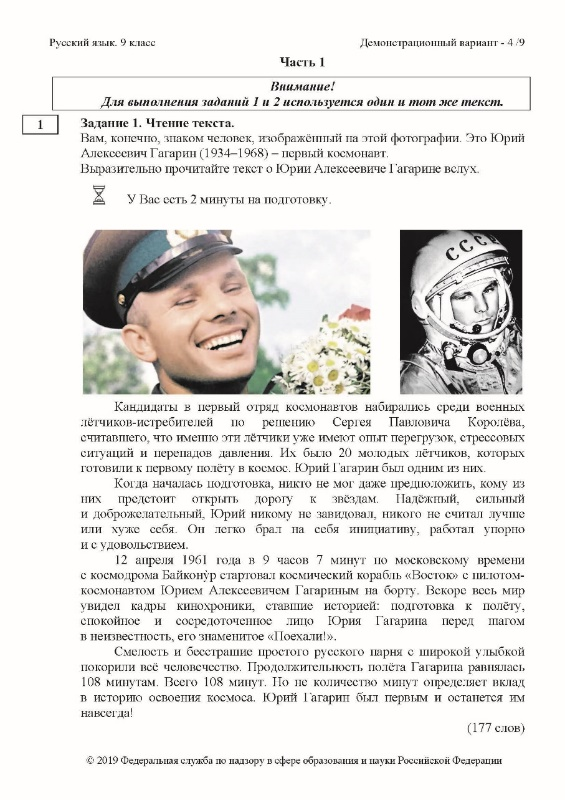 Русский язык. 9 класс
Демонстрационный вариант - 4 /9
Часть 1
Внимание!
Для выполнения заданий 1 и 2 используется один и тот же текст.
1
Задание 1. Чтение текста.
Вам, конечно, знаком человек, изображённый на этой фотографии. Это Юрий
Алексеевич Гагарин (1934–1968) – первый космонавт.
Выразительно прочитайте текст о Юрии Алексеевиче Гагарине вслух.
У Вас есть 2 минуты на подготовку.
СССР
Кандидаты в первый отряд космонавтов набирались среди военных
лётчиков-истребителей по решению Сергея Павловича Королёва,
считавшего, что именно эти лётчики уже имеют опыт перегрузок, стрессовых
ситуаций и перепадов давления. Их было 20 молодых лётчиков, которых
готовили к первому полёту в космос. Юрий Гагарин был одним из них.
Когда началась подготовка, никто не мог даже предположить, кому из
них предстоит открыть дорогу к звёздам. Надёжный, сильный
и доброжелательный, Юрий никому не завидовал, никого не считал лучше
или хуже себя. Он легко брал на себя инициативу, работал упорно
и с удовольствием.
12 апреля 1961 года в 9 часов 7 минут по московскому времени
с космодрома Байкону̀р стартовал космический корабль «Восток» с пилотом-
космонавтом Юрием Алексеевичем Гагариным на борту. Вскоре весь мир
увидел кадры кинохроники, ставшие историей: подготовка к полёту,
спокойное и сосредоточенное лицо Юрия Гагарина перед шагом
в неизвестность, его знаменитое «Поехали!».
Смелость и бесстрашие простого русского парня с широкой улыбкой
покорили всё человечество. Продолжительность полёта Гагарина равнялась
108 минутам. Всего 108 минут. Но не количество минут определяет вклад
в историю освоения космоса. Юрий Гагарин был первым и останется им
навсегда!
(177 слов)
© 2019 Федеральная служба по надзору в сфере образования и науки Российской Федерации